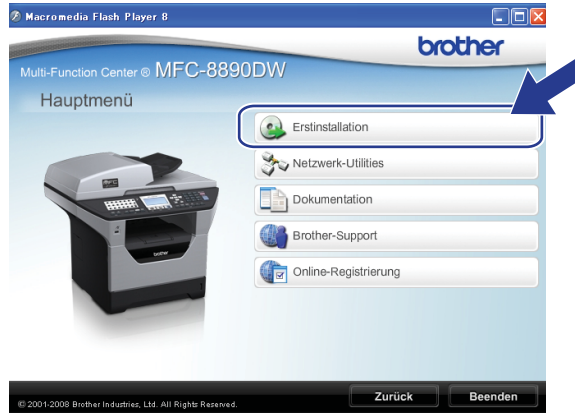 Macromedia Flash Player 8
brother
Multi-Function Center ® MFC-8890DW
Hauptmenü
Erstinstallation
Netzwerk-Utilities
Dokumentation
Brother-Support
Online-Registrierung
brother
© 2001-2008 Brother Industries, Ltd. All Rights Reserved.
Zurück
Beenden